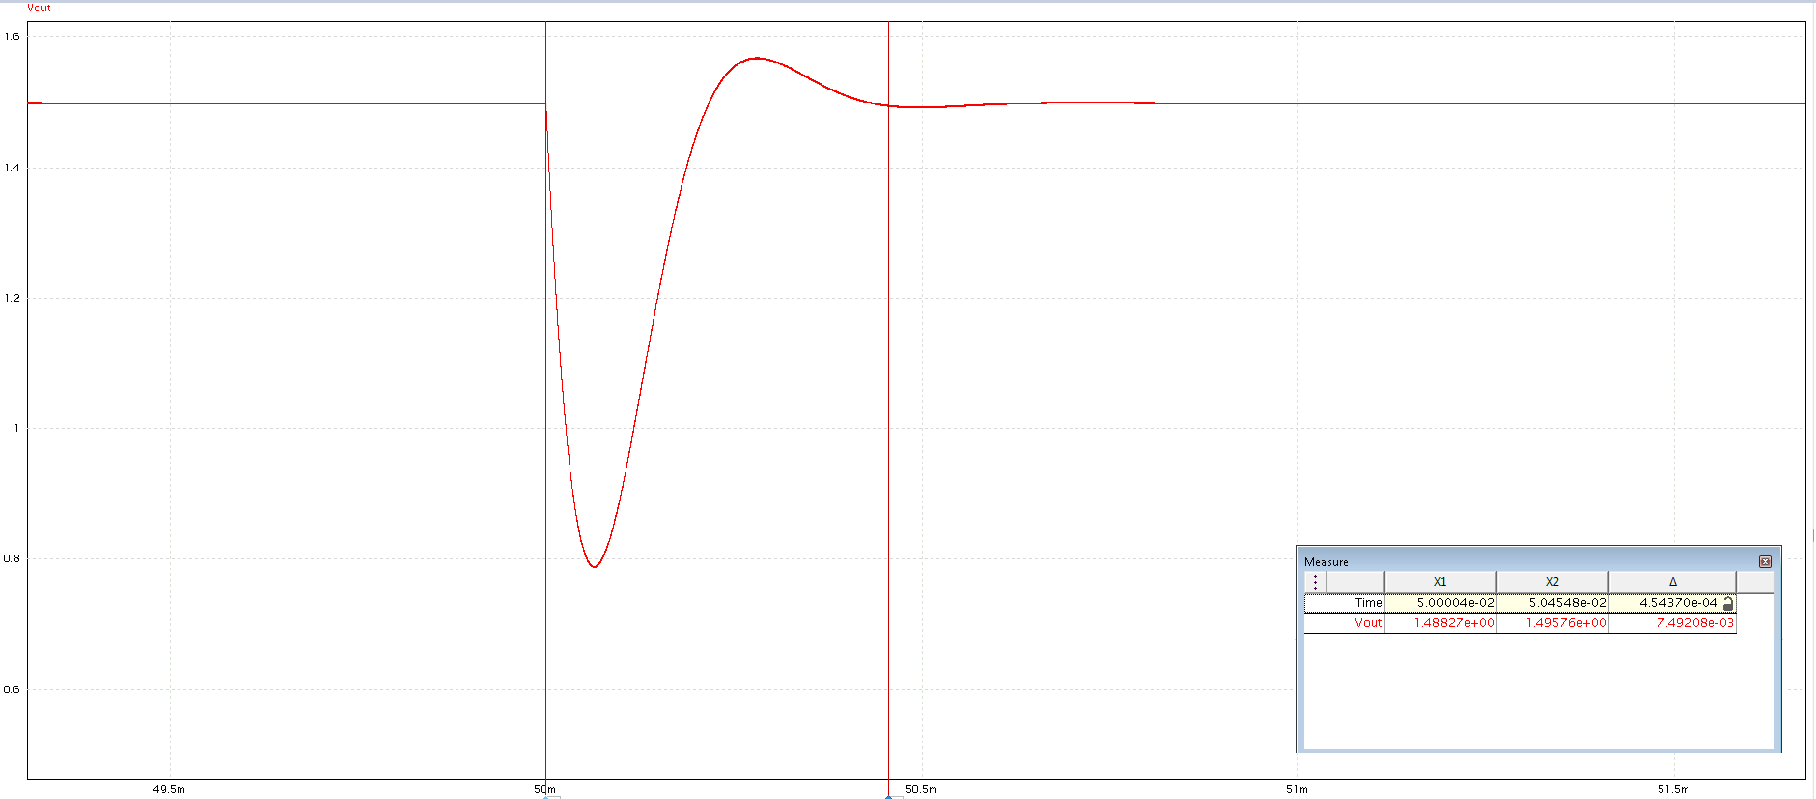 Vout
1.6
1.4
1.2
1
0.8
0.6
49.5m
50m
50.5m
51m
51.5m
Measure
X1 X2 Δ
Time 5.00004e-02 5.04548e-02 4.54370e-04
Vout 1.48827e+00 1.49576e+00 7.49208e-03